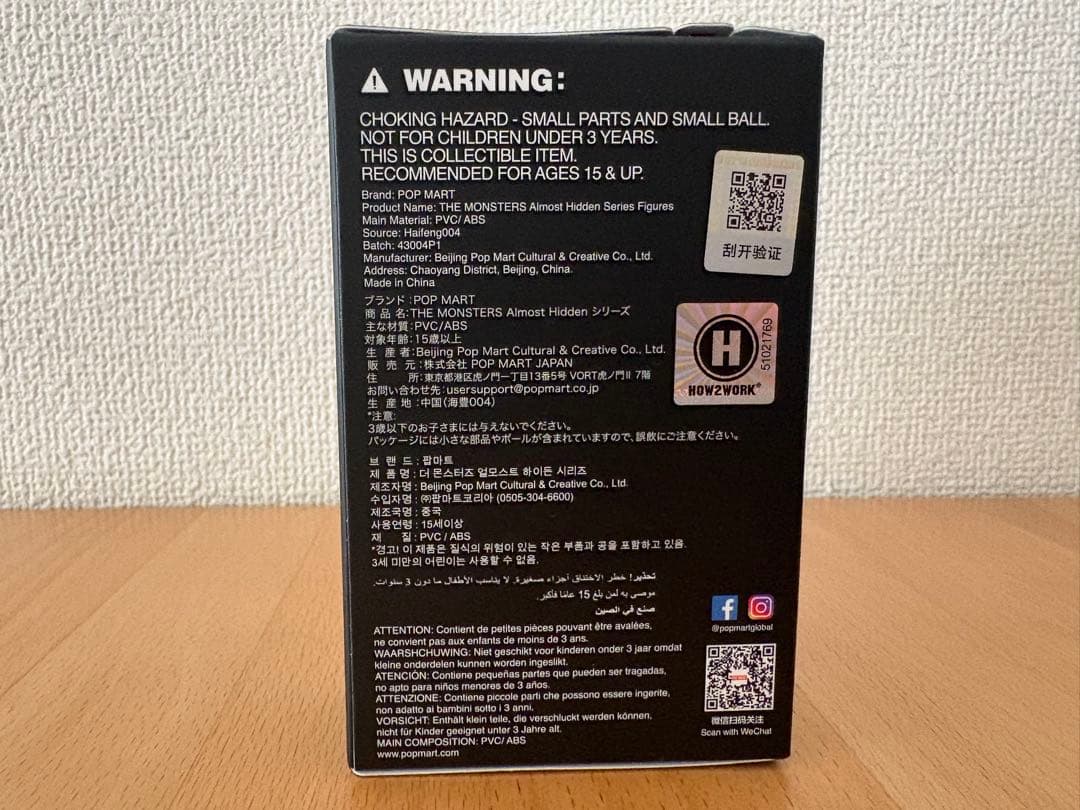 WARNING:
CHOKING HAZARD - SMALL PARTS AND SMALL BALL.
NOT FOR CHILDREN UNDER 3 YEARS.
THIS IS COLLECTIBLE ITEM.
RECOMMENDED FOR AGES 15 & UP.
Brand: POP MART
Product Name: THE MONSTERS Almost Hidden Series Figures
Main Material: PVC/ ABS
Source: Haifeng004
Batch: 43004P1
Manufacturer: Beijing Pop Mart Cultural & Creative Co., Ltd.
Address: Chaoyang District, Beijing, China.
Made in China
刮开验证
ブランド:POP MART
商 品 名:THE MONSTERS Almost Hidden シリーズ
主な材質:PVC/ABS
対象年齢:15歳以上
生 産 者:Beijing Pop Mart Cultural & Creative Co., Ltd.
販 売 元:株式会社 POP MART JAPAN
住 所:東京都港区虎ノ門一丁目13番5号 VORT虎ノ門II 7階
お問い合わせ先:usersupport@popmart.co.jp
生 産 地:中国(海豊004)
*注意:
3歳以下のお子さまには与えないでください。
パッケージには小さな部品やボールが含まれていますので、誤飲にご注意ください。
H
HOW2WORK®
51021769
브 랜 드 : 팝마트
제 품 명 : 더 몬스터즈 얼모스트 하이든 시리즈
제조자명 : Beijing Pop Mart Cultural & Creative Co., Ltd.
수입자명 : ㈜팝마트코리아 (0505-304-6600)
제조국명 : 중국
사용연령 : 15세이상
재 질 : PVC / ABS
*경고! 이 제품은 질식의 위험이 있는 작은 부품과 공을 포함하고 있음.
3세 미만의 어린이는 사용할 수 없음.
تحذير! خطر الاختناق أجزاء صغيرة. لا يناسب الأطفال ما دون 3 سنوات.
موصى به لمن بلغ 15 عامًا فأكبر.
صنع في الصين
ATTENTION: Contient de petites pièces pouvant être avalées,
ne convient pas aux enfants de moins de 3 ans.
WAARSHCHUWING: Niet geschikt voor kinderen onder 3 jaar omdat
kleine onderdelen kunnen worden ingeslikt.
ATENCIÓN: Contiene pequeñas partes que pueden ser tragadas,
no apto para niños menores de 3 años.
ATTENZIONE: Contiene piccole parti che possono essere ingerite,
non adatto ai bambini sotto i 3 anni.
VORSICHT: Enthält klein teile, die verschluckt werden können,
nicht für Kinder geeignet unter 3 Jahre alt.
MAIN COMPOSITION: PVC/ ABS
www.popmart.com
@popmartglobal
微信扫码关注
Scan with WeChat